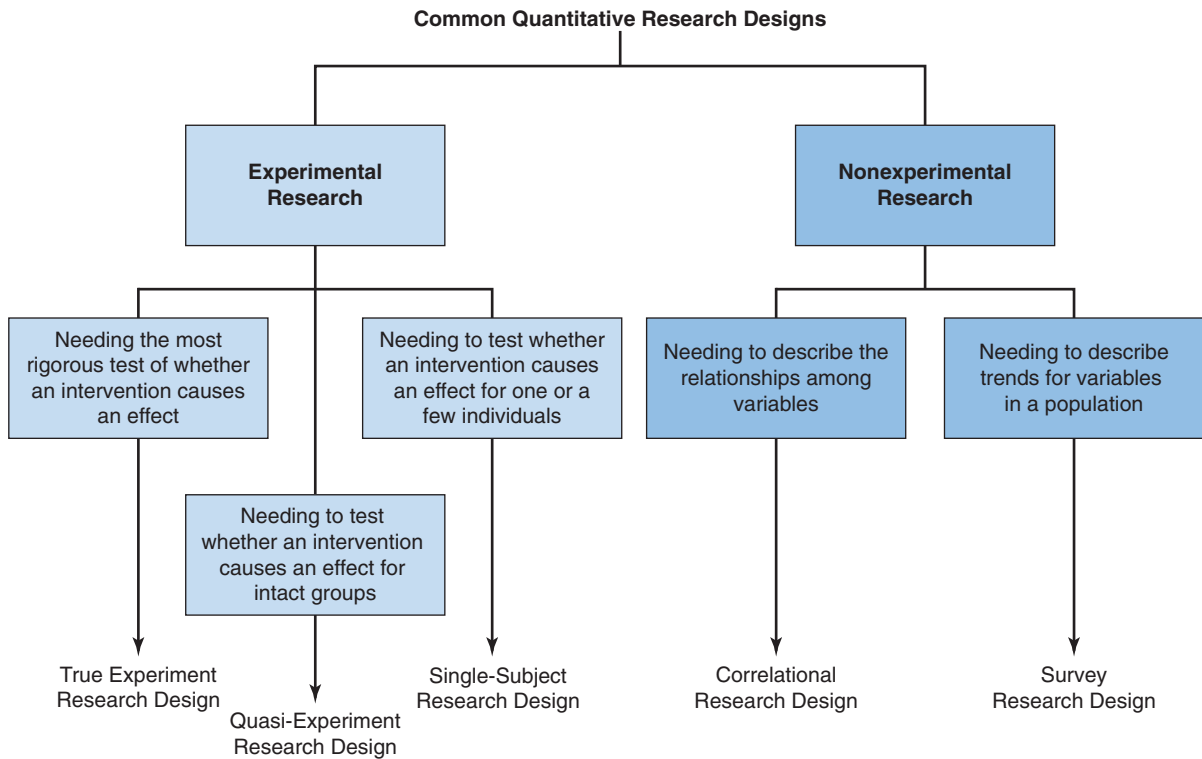 Common Quantitative Research Designs
Experimental
Research
Nonexperimental
Research
Needing the most
rigorous test of whether
an intervention causes
an effect
Needing to test whether
an intervention causes
an effect for one or a
few individuals
Needing to describe the
relationships among
variables
Needing to describe
trends for variables
in a population
Needing to test
whether an intervention
causes an effect for
intact groups
True Experiment
Research Design
Quasi-Experiment
Research Design
Single-Subject
Research Design
Correlational
Research Design
Survey
Research Design